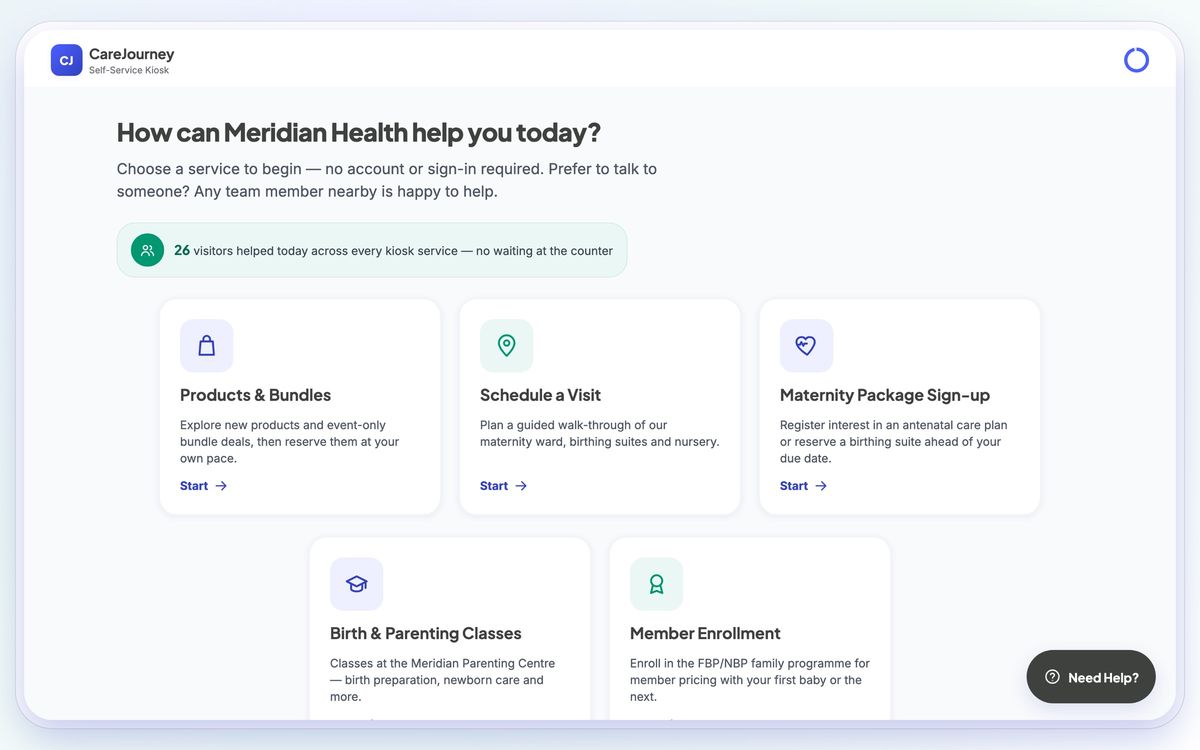 CJ
CareJourney
Self-Service Kiosk
How can Meridian Health help you today?
Choose a service to begin — no account or sign-in required. Prefer to talk to
someone? Any team member nearby is happy to help.
26 visitors helped today across every kiosk service — no waiting at the counter
Products & Bundles
Explore new products and event-only
bundle deals, then reserve them at your
own pace.
Start →
Schedule a Visit
Plan a guided walk-through of our
maternity ward, birthing suites and nursery.
Start →
Maternity Package Sign-up
Register interest in an antenatal care plan
or reserve a birthing suite ahead of your
due date.
Start →
Birth & Parenting Classes
Classes at the Meridian Parenting Centre
— birth preparation, newborn care and
more.
Member Enrollment
Enroll in the FBP/NBP family programme for
member pricing with your first baby or the
next.
Need Help?